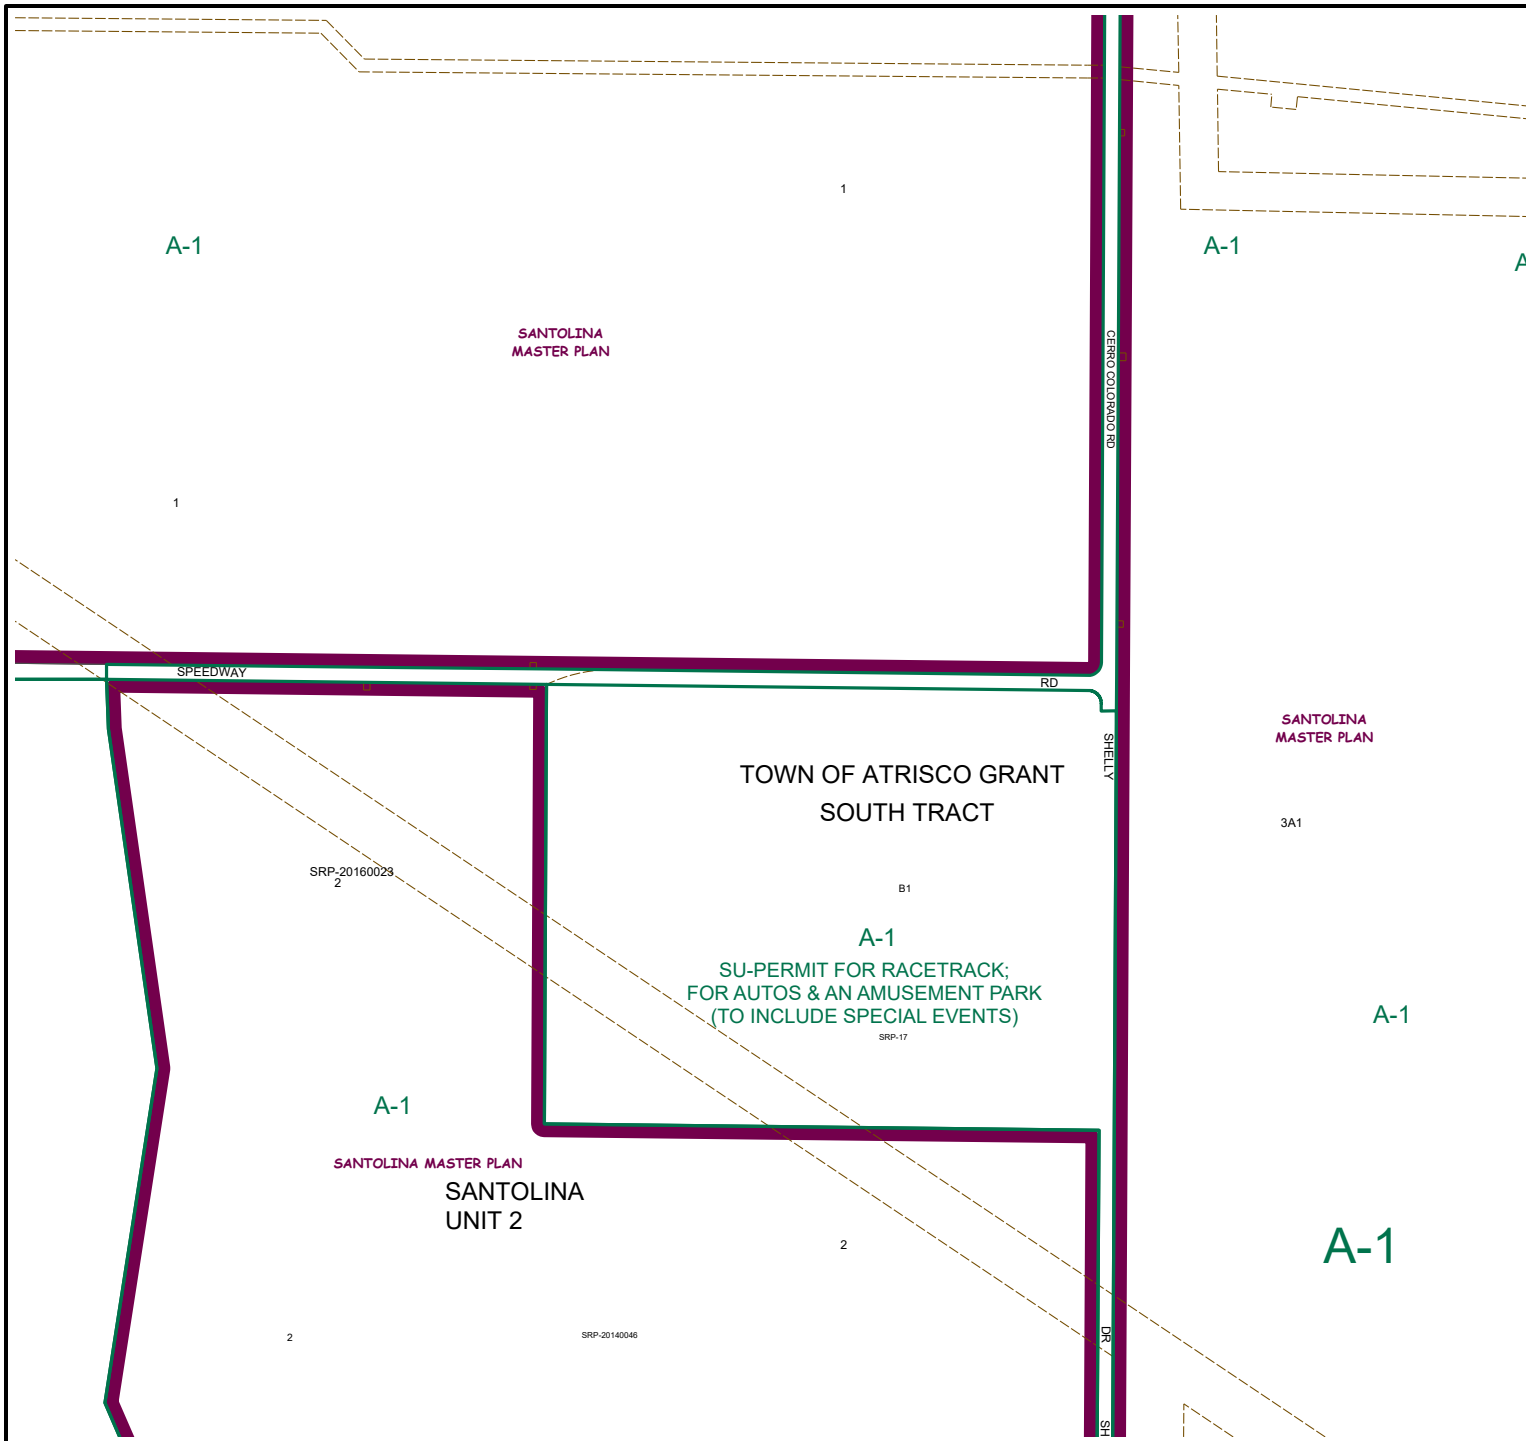 1
A-1
A-1
A
SANTOLINA
MASTER PLAN
CERRO COLORADO RD
1
SPEEDWAY
RD
SANTOLINA
MASTER PLAN
SHELLY
TOWN OF ATRISCO GRANT
SOUTH TRACT
3A1
SRP-20160023
2
B1
A-1
SU-PERMIT FOR RACETRACK;
FOR AUTOS & AN AMUSEMENT PARK
(TO INCLUDE SPECIAL EVENTS)
SRP-17
A-1
A-1
SANTOLINA MASTER PLAN
SANTOLINA
UNIT 2
2
A-1
2
SRP-20140046
DR
SH